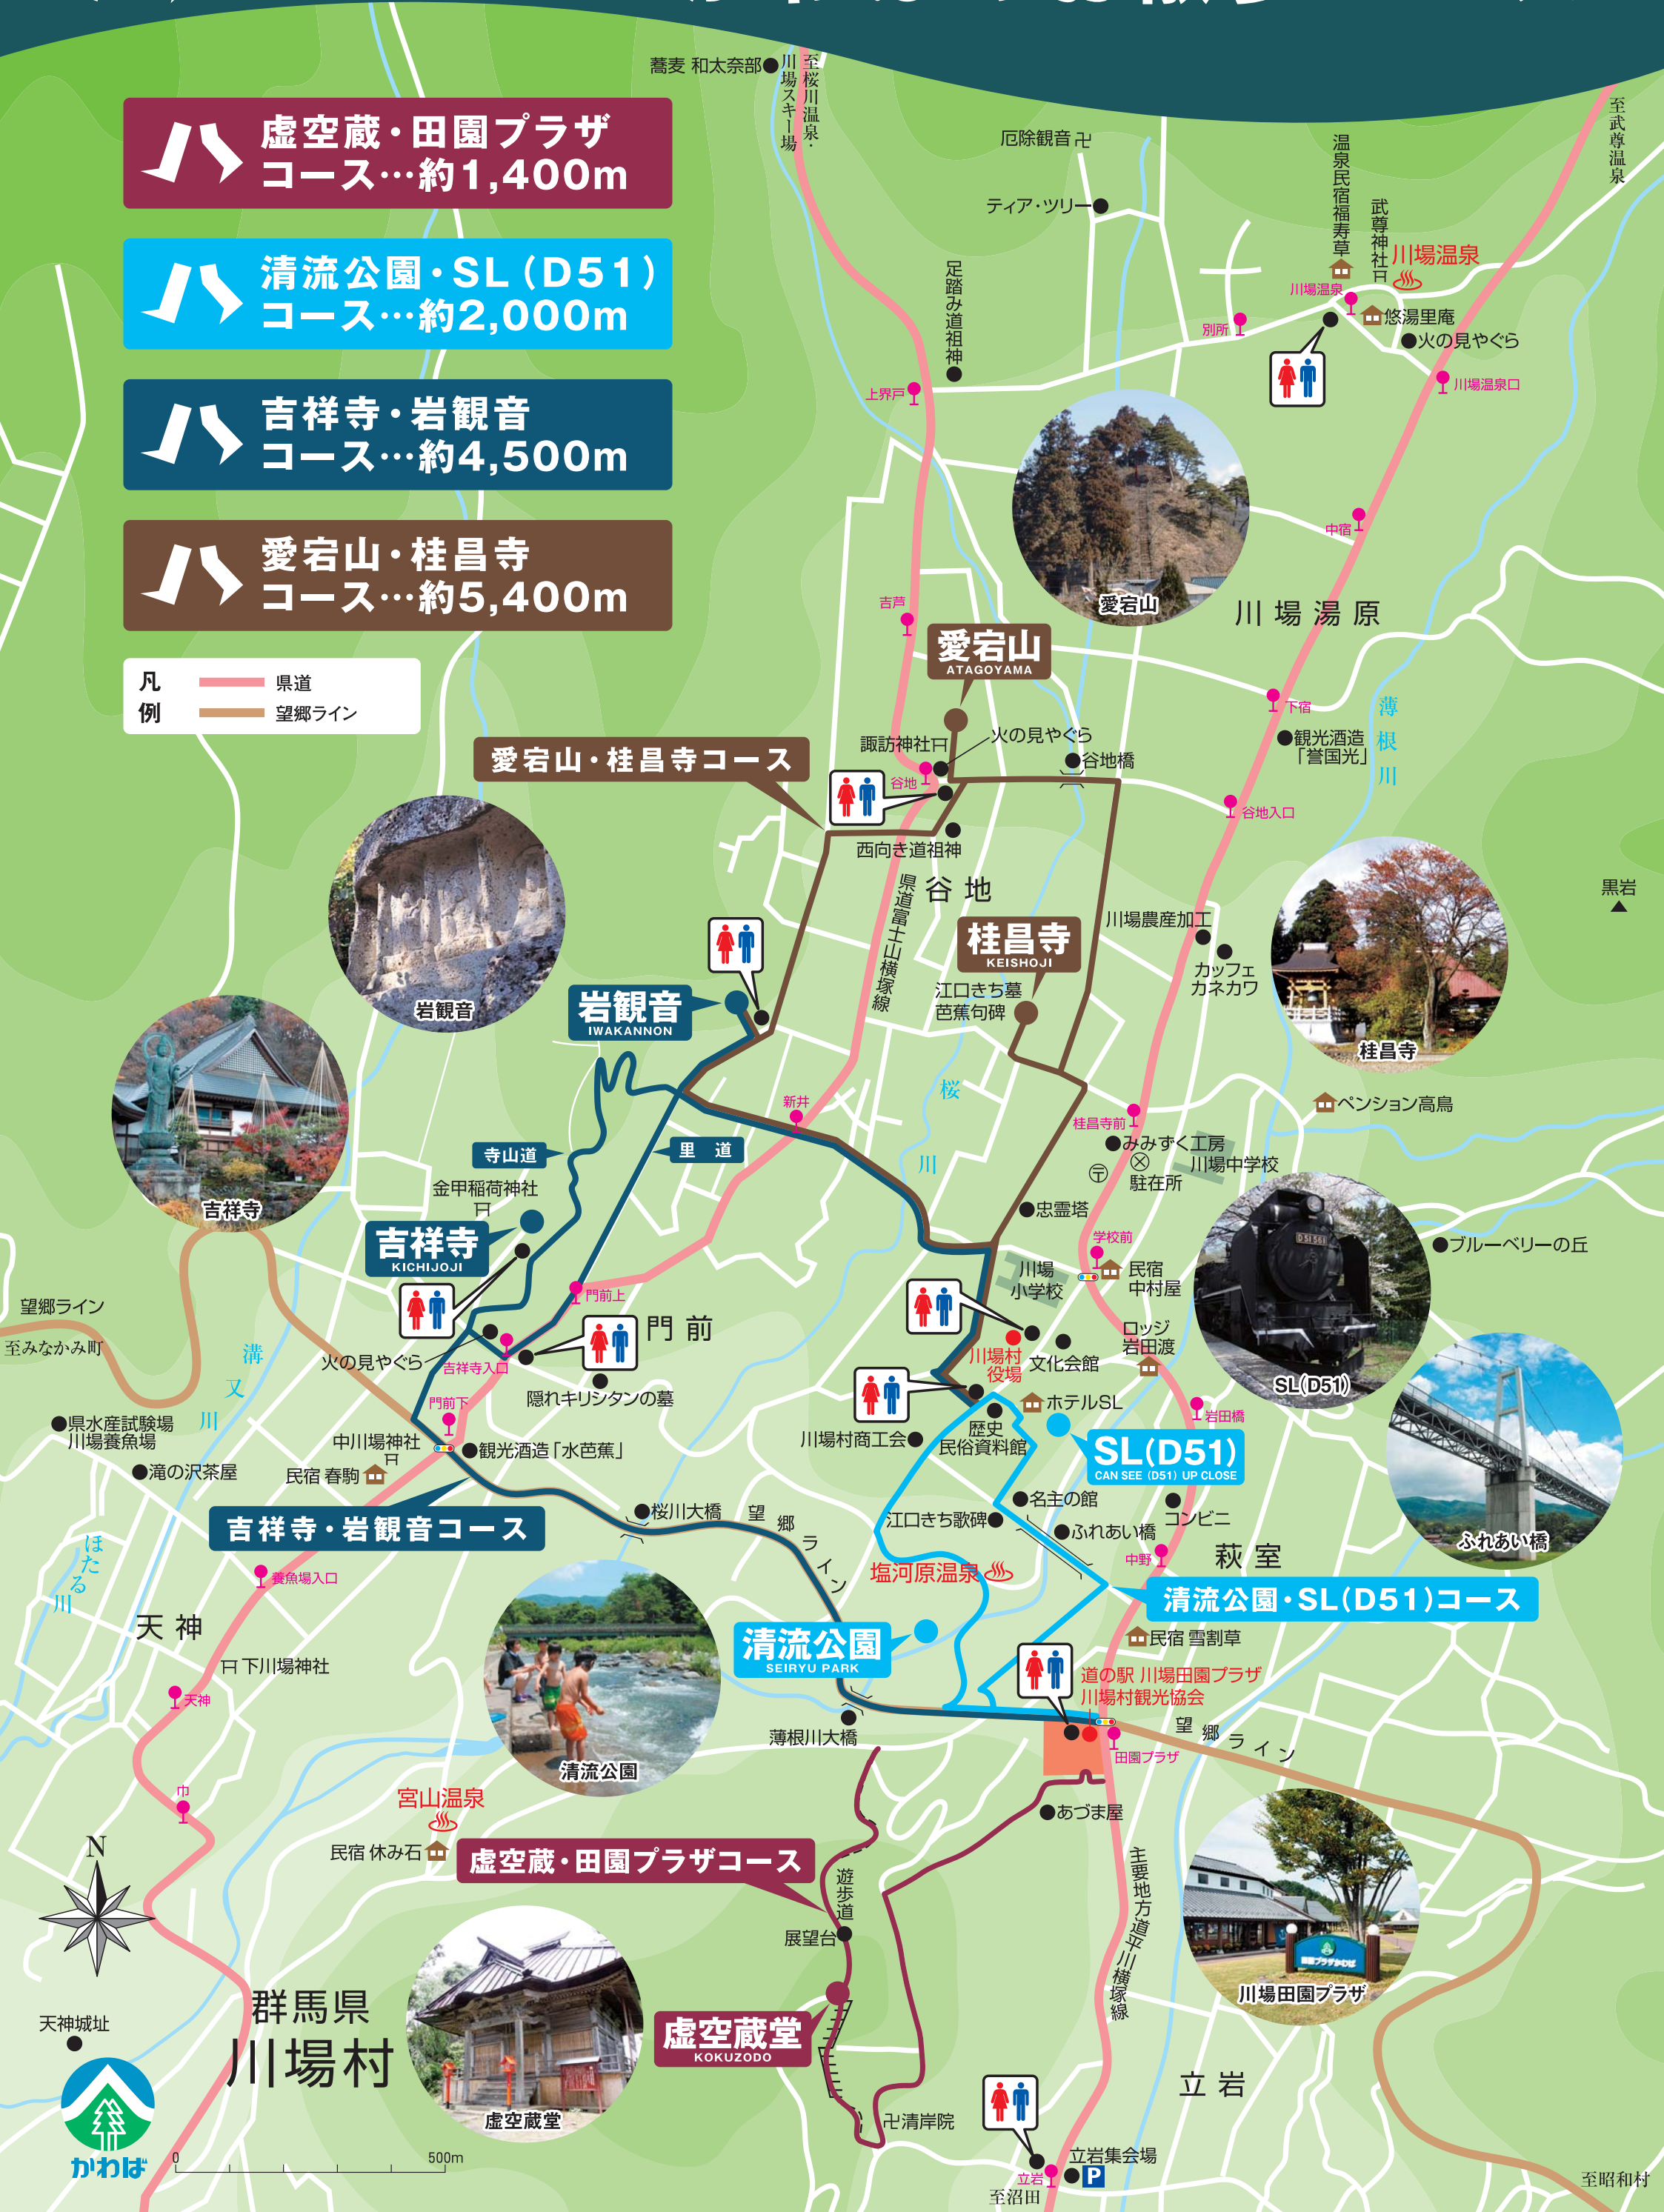 虚空蔵・田園プラザ
コース…約1,400m
清流公園・SL（D51）
コース…約2,000m
吉祥寺・岩観音
コース…約4,500m
愛宕山・桂昌寺
コース…約5,400m
凡例
県道
望郷ライン
蕎麦 和太奈部
至桜川温泉・
川場スキー場
厄除観音
ティア・ツリー
足踏み道祖神
上界戸
温泉民宿福寿草
武尊神社
川場温泉
川場温泉
悠湯里庵
火の見やぐら
別所
川場温泉口
至武尊温泉
愛宕山
中宿
川場湯原
吉芦
愛宕山
ATAGOYAMA
下宿
観光酒造
「誉国光」
薄根川
諏訪神社
火の見やぐら
谷地
谷地橋
愛宕山・桂昌寺コース
谷地入口
西向き道祖神
谷地
県道富士山横塚線
川場農産加工
カッフェ
カネカワ
黒岩
桂昌寺
KEISHOJI
江口きち墓
芭蕉句碑
桂昌寺
岩観音
岩観音
IWAKANNON
吉祥寺
桜川
新井
ペンション高鳥
桂昌寺前
みみずく工房
川場中学校
駐在所
寺山道
里道
金甲稲荷神社
吉祥寺
KICHIJOJI
忠霊塔
学校前
民宿
中村屋
川場
小学校
SL(D51)
D51 561
ブルーベリーの丘
望郷ライン
至みなかみ町
溝又川
門前上
門前
火の見やぐら
吉祥寺入口
隠れキリシタンの墓
川場村
役場
文化会館
ロッジ
岩田渡
門前下
岩田橋
県水産試験場
川場養魚場
滝の沢茶屋
中川場神社
観光酒造「水芭蕉」
民宿 春駒
川場村商工会
歴史
民俗資料館
ホテルSL
SL(D51)
CAN SEE (D51) UP CLOSE
ふれあい橋
吉祥寺・岩観音コース
桜川大橋
望郷ライン
江口きち歌碑
名主の館
ふれあい橋
コンビニ
中野
萩室
ほたる川
養魚場入口
塩河原温泉
清流公園・SL(D51)コース
天神
下川場神社
天神
清流公園
清流公園
SEIRYU PARK
民宿 雪割草
道の駅 川場田園プラザ
川場村観光協会
薄根川大橋
田園プラザ
望郷ライン
巾
宮山温泉
民宿 休み石
あづま屋
虚空蔵・田園プラザコース
遊歩道
展望台
主要地方道平川横塚線
田園プラザかわば
川場田園プラザ
N
群馬県
川場村
天神城址
虚空蔵堂
虚空蔵堂
KOKUZODO
立岩
清岸院
かわば
0
500m
立岩集会場
P
立岩
至沼田
至昭和村